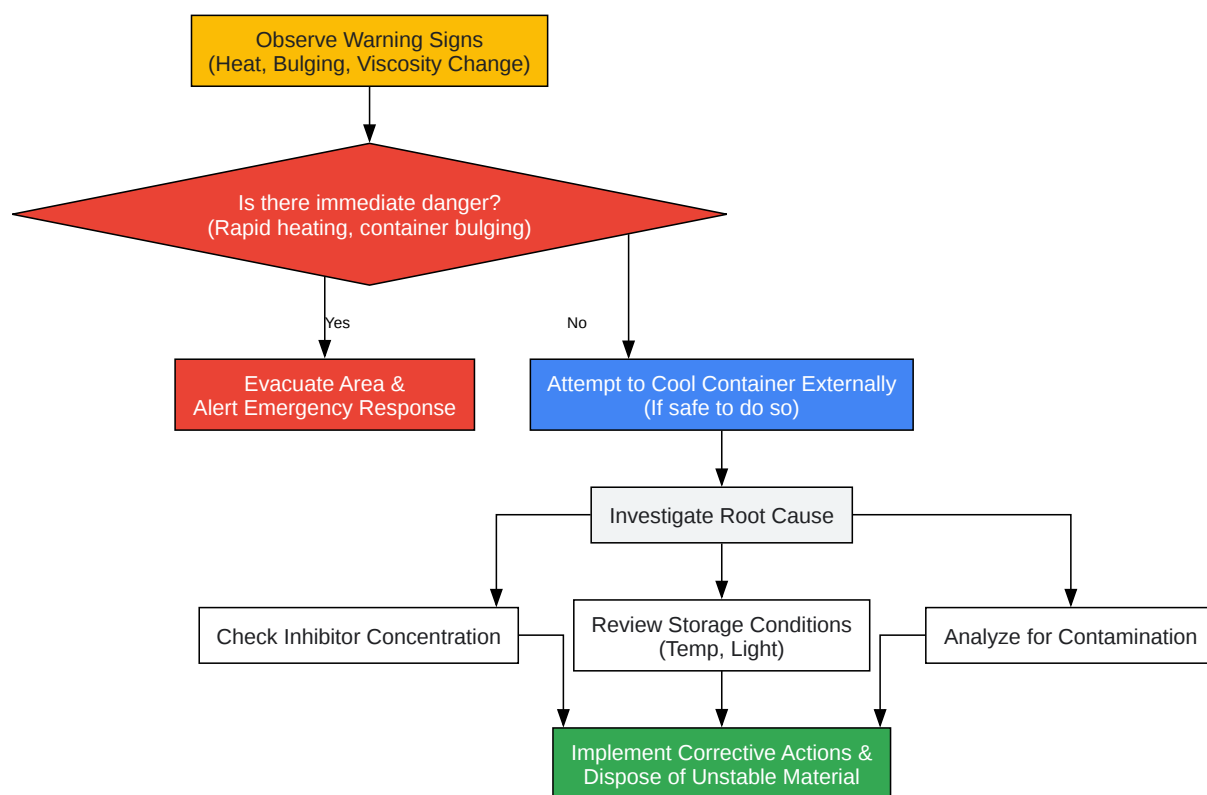 Observe Warning Signs
(Heat, Bulging, Viscosity Change)
Is there immediate danger?
(Rapid heating, container bulging)
Yes
No
Evacuate Area &
Alert Emergency Response
Attempt to Cool Container Externally
(If safe to do so)
Investigate Root Cause
Check Inhibitor Concentration
Review Storage Conditions
(Temp, Light)
Analyze for Contamination
Implement Corrective Actions &
Dispose of Unstable Material